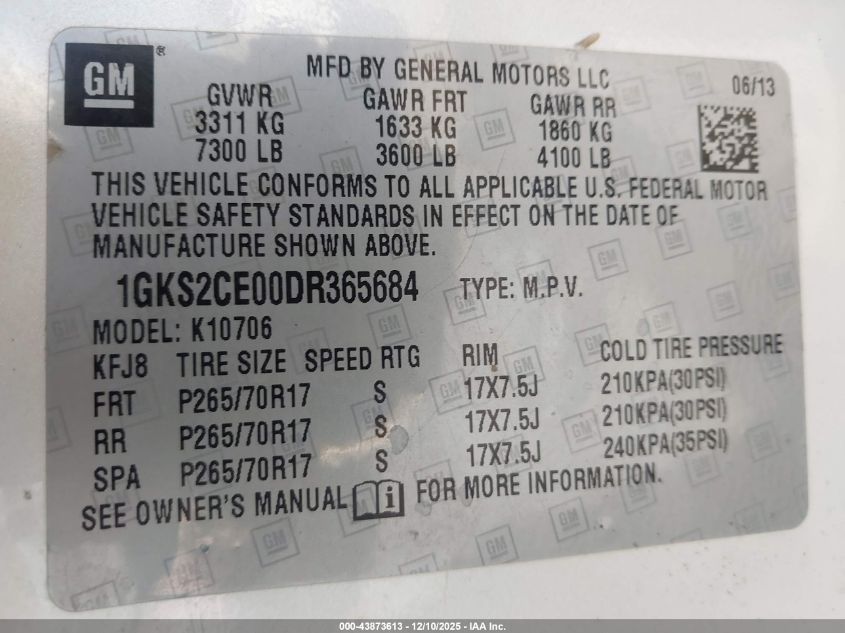 GM®
MFD BY GENERAL MOTORS LLC
06/13
GVWR GAWR FRT GAWR RR
3311 KG 1633 KG 1860 KG
7300 LB 3600 LB 4100 LB
THIS VEHICLE CONFORMS TO ALL APPLICABLE U.S. FEDERAL MOTOR
VEHICLE SAFETY STANDARDS IN EFFECT ON THE DATE OF
MANUFACTURE SHOWN ABOVE.
1GKS2CE00DR365684 TYPE: M.P.V.
MODEL: K10706
KFJ8 TIRE SIZE SPEED RTG RIM COLD TIRE PRESSURE
FRT P265/70R17 S 17X7.5J 210KPA(30PSI)
RR P265/70R17 S 17X7.5J 210KPA(30PSI)
SPA P265/70R17 S 17X7.5J 240KPA(35PSI)
SEE OWNER'S MANUAL i FOR MORE INFORMATION.
000-43873613 - 12/10/2025 - IAA Inc.